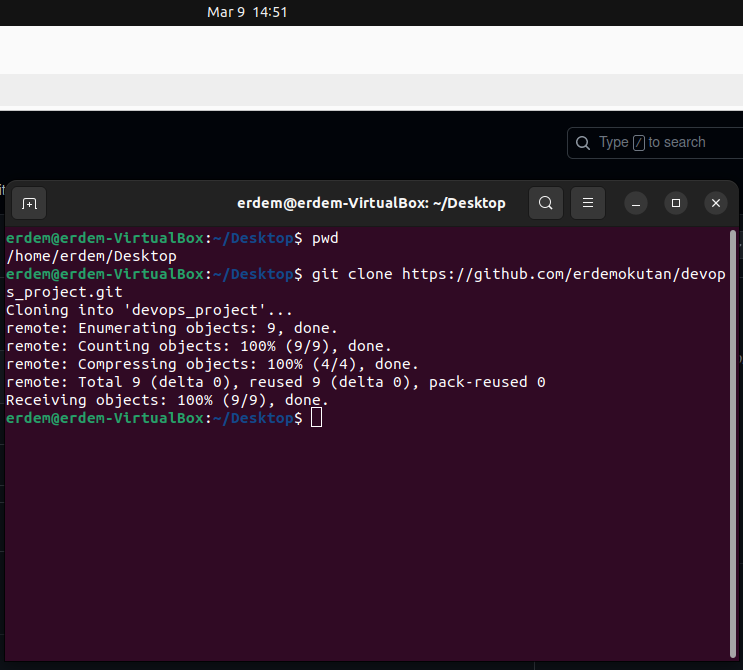 Mar 9 14:51
Type / to search
erdem@erdem-VirtualBox: ~/Desktop
erdem@erdem-VirtualBox:~/Desktop$ pwd
/home/erdem/Desktop
erdem@erdem-VirtualBox:~/Desktop$ git clone https://github.com/erdemokutan/devop
s_project.git
Cloning into 'devops_project'...
remote: Enumerating objects: 9, done.
remote: Counting objects: 100% (9/9), done.
remote: Compressing objects: 100% (4/4), done.
remote: Total 9 (delta 0), reused 9 (delta 0), pack-reused 0
Receiving objects: 100% (9/9), done.
erdem@erdem-VirtualBox:~/Desktop$